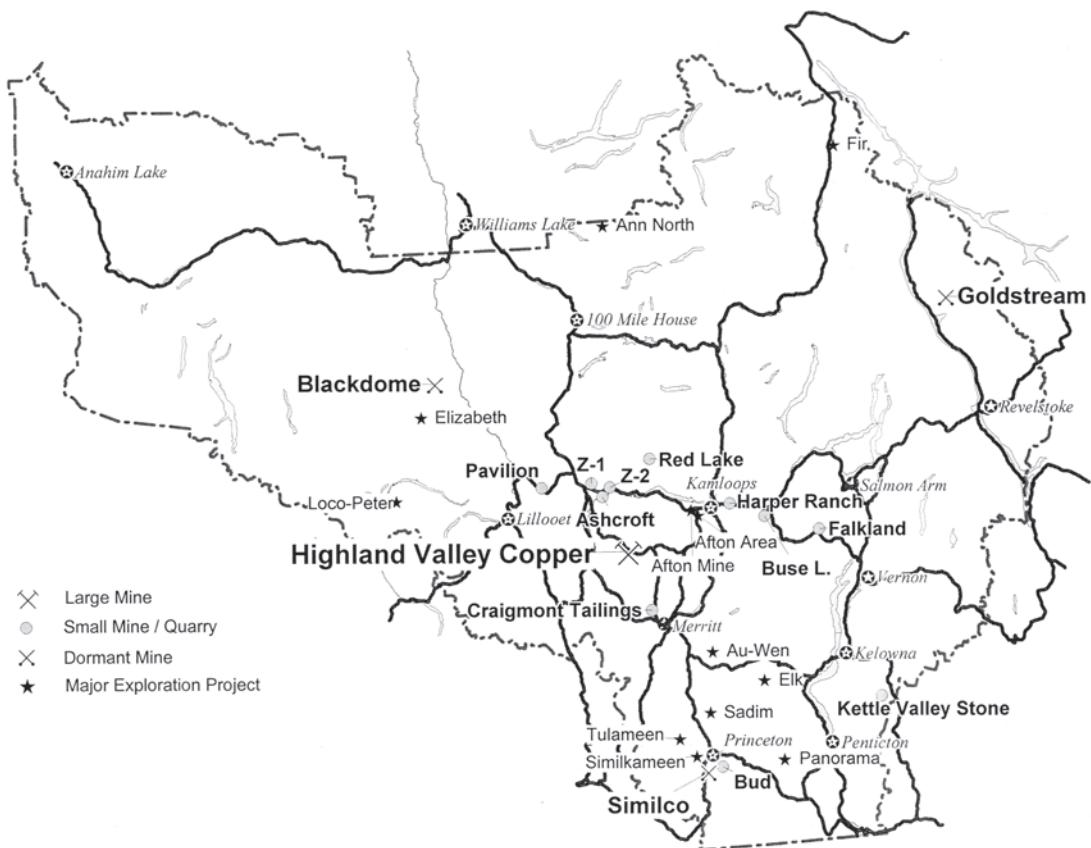 Fir.
Anahim Lake
Williams Lake
Ann North
Goldstream
100 Mile House
Blackdome
Elizabeth
Revelstoke
Red Lake
Z-1
Z-2
Pavilion
Kamloops
Salmon Arm
Loco-Peter
Lillooet
Ashcroft
Harper Ranch
Falkland
Afton Area
Highland Valley Copper
Afton Mine
Buse L.
Vernon
Large Mine
Small Mine / Quarry
Dormant Mine
Major Exploration Project
Craigmont Tailings
Merritt
Au-Wen
Kelowna
Elk
Kettle Valley Stone
Sadim
Tulameen
Princeton
Penticton
Similkameen
Panorama
Bud
Similco